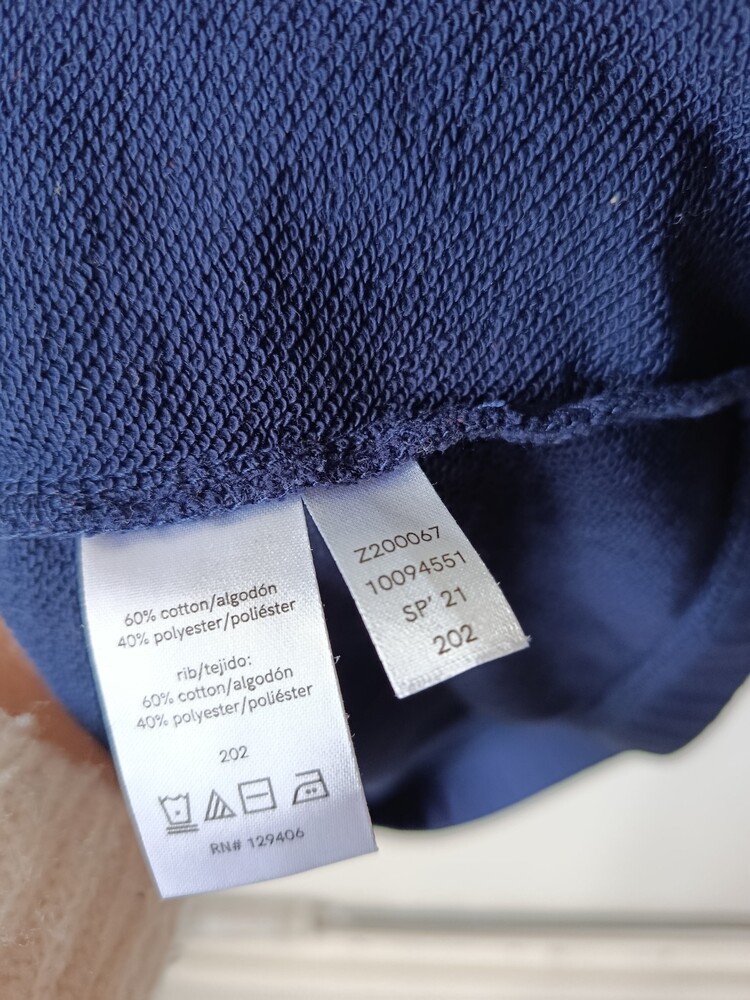 60% cotton/algodón
40% polyester/poliéster
rib/tejido:
60% cotton/algodón
40% polyester/poliéster
202
RN# 129406
Z200067
10094551
SP' 21
202